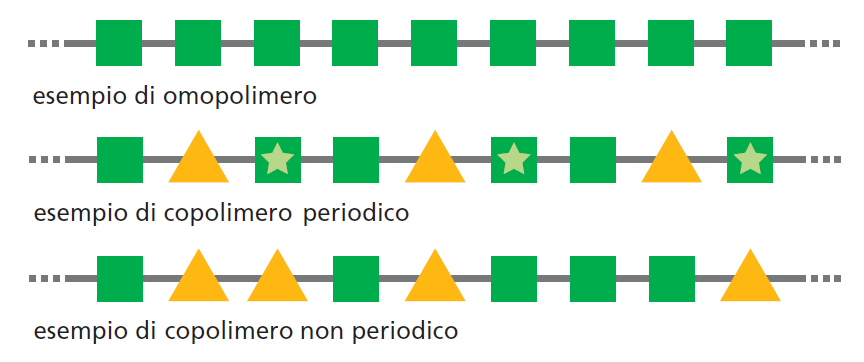 esempio di omopolimero
esempio di copolimero periodico
esempio di copolimero non periodico